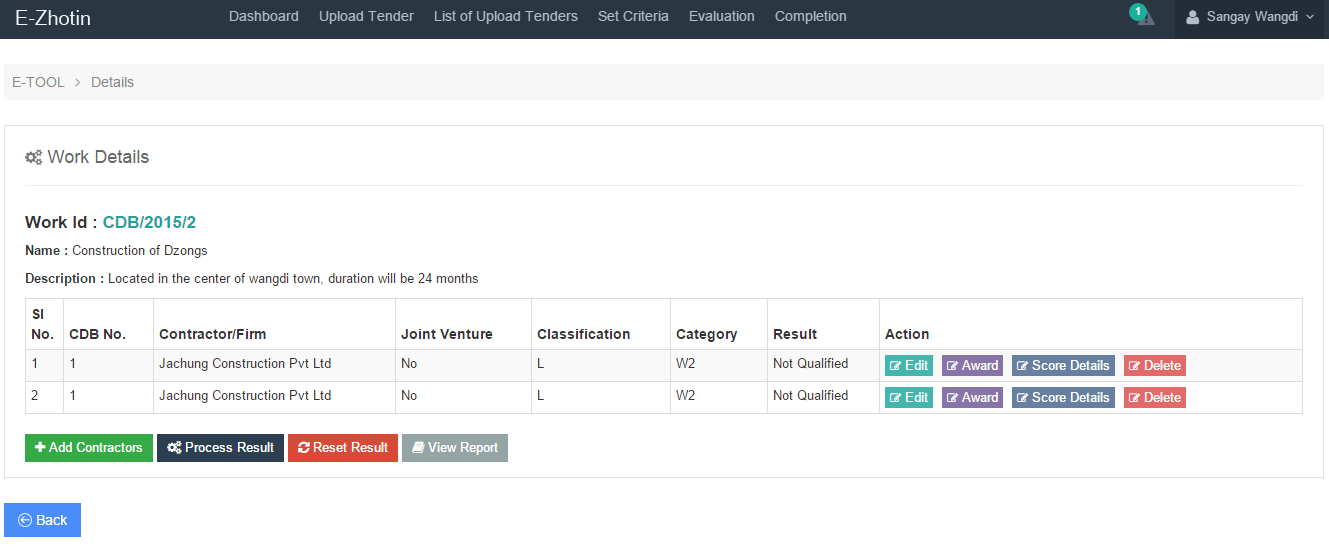 E-Zhotin Dashboard Upload Tender List of Upload Tenders Set Criteria Evaluation Completion 1 Sangay Wangdi
E-TOOL > Details
Work Details
Work Id : CDB/2015/2
Name : Construction of Dzongs
Description : Located in the center of wangdi town, duration will be 24 months
Sl No. CDB No. Contractor/Firm Joint Venture Classification Category Result Action
1 1 Jachung Construction Pvt Ltd No L W2 Not Qualified Edit Award Score Details Delete
2 1 Jachung Construction Pvt Ltd No L W2 Not Qualified Edit Award Score Details Delete
Add Contractors Process Result Reset Result View Report
Back